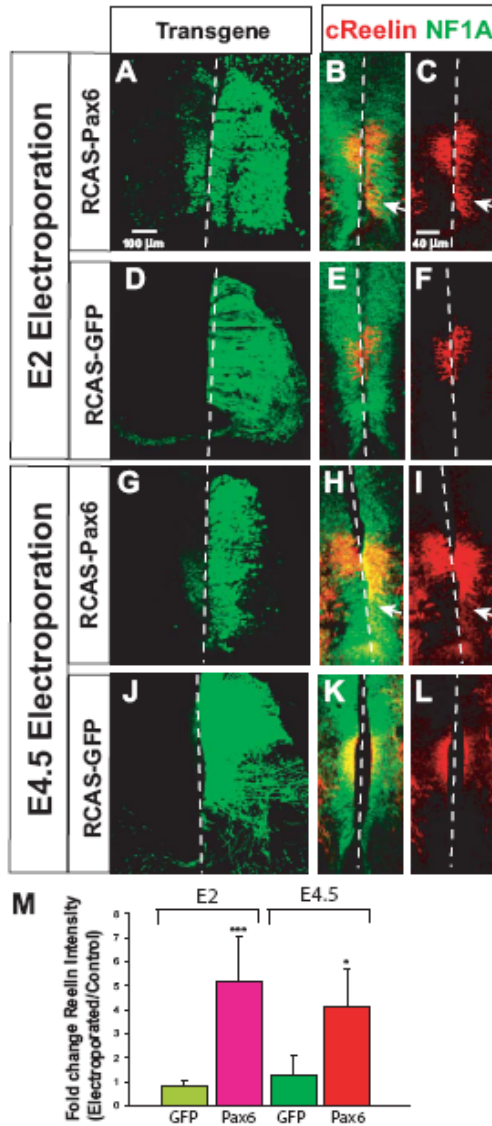 Transgene
cReelin NF1A
E2 Electroporation
RCAS-Pax6
A
100 µm
B
C
40 µm
RCAS-GFP
D
E
F
E4.5 Electroporation
RCAS-Pax6
G
H
I
RCAS-GFP
J
K
L
M
E2
E4.5
Fold change Reelin Intensity
(Electroporated/Control)
8
7
6
5
4
3
2
1
0
***
*
GFP Pax6 GFP Pax6